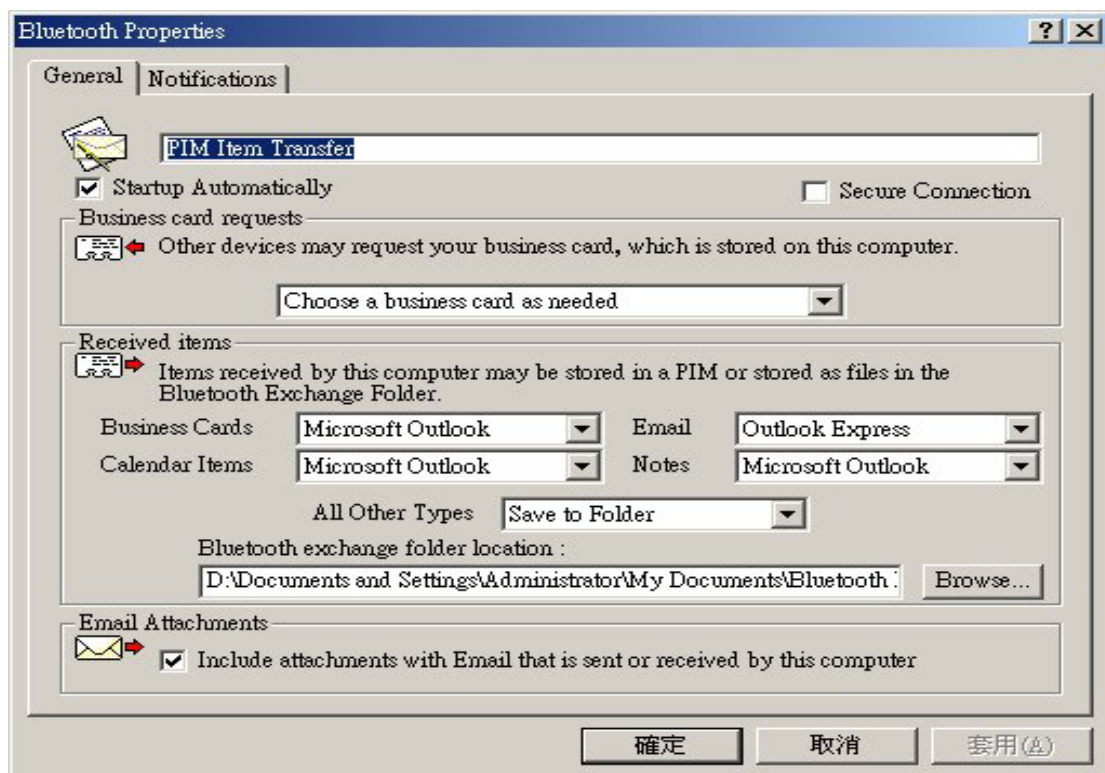 Bluetooth Properties
General Notifications
PIM Item Transfer
Startup Automatically Secure Connection
Business card requests
Other devices may request your business card, which is stored on this computer.
Choose a business card as needed
Received items
Items received by this computer may be stored in a PIM or stored as files in the
Bluetooth Exchange Folder.
Business Cards Microsoft Outlook Email Outlook Express
Calendar Items Microsoft Outlook Notes Microsoft Outlook
All Other Types Save to Folder
Bluetooth exchange folder location :
D:\Documents and Settings\Administrator\My Documents\Bluetooth Browse...
Email Attachments
Include attachments with Email that is sent or received by this computer
確定 取消 套用(A)